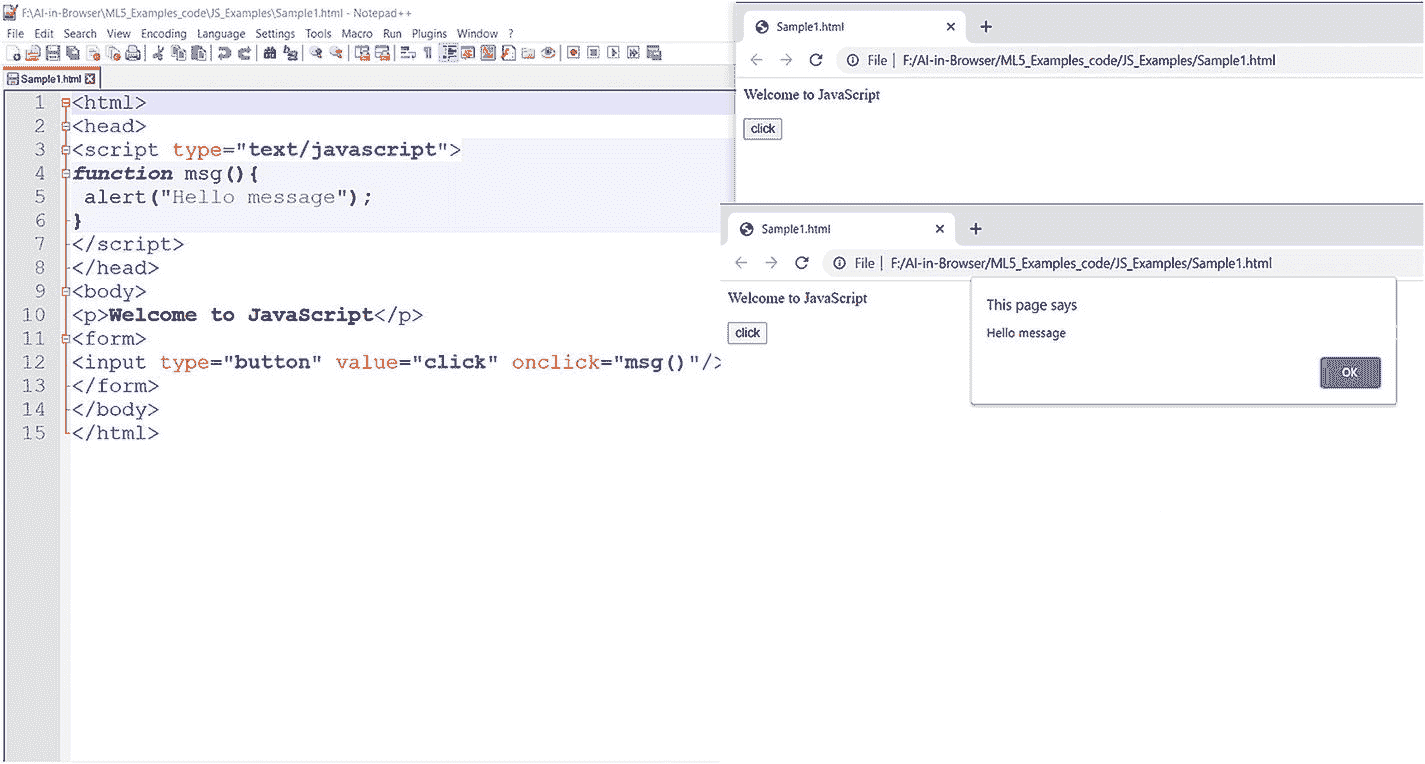 F:\AI-in-Browser\ML5_Examples_code\JS_Examples\Sample1.html - Notepad++
File Edit Search View Encoding Language Settings Tools Macro Run Plugins Window ?
Sample1.html
1 <html>
2 <head>
3 <script type="text/javascript">
4 function msg(){
5 alert("Hello message");
6 }
7 </script>
8 </head>
9 <body>
10 <p>Welcome to JavaScript</p>
11 <form>
12 <input type="button" value="click" onclick="msg()"/>
13 </form>
14 </body>
15 </html>
Sample1.html
File | F:/AI-in-Browser/ML5_Examples_code/JS_Examples/Sample1.html
Welcome to JavaScript
click
Sample1.html
File | F:/AI-in-Browser/ML5_Examples_code/JS_Examples/Sample1.html
Welcome to JavaScript
click
This page says
Hello message
OK